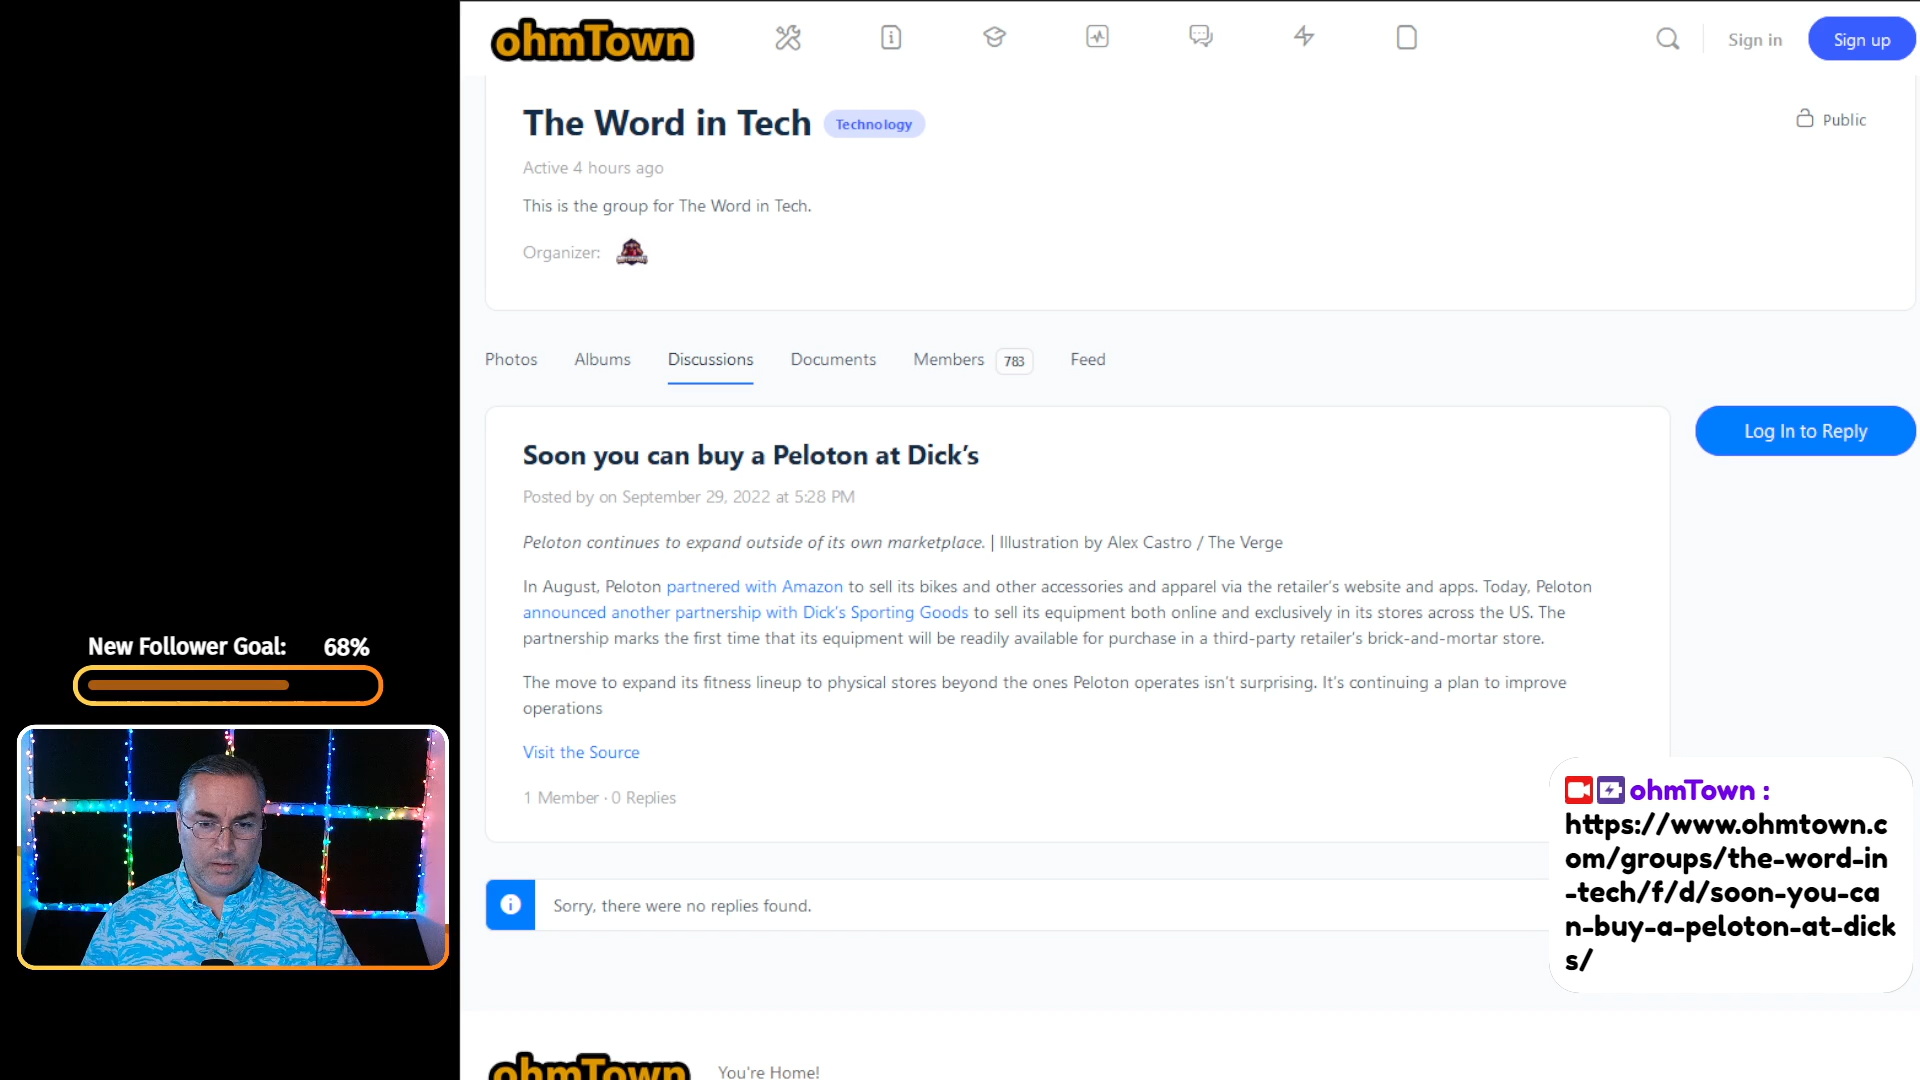 ohmTown
Sign in
Sign up
The Word in Tech
Technology
Public
Active 4 hours ago
This is the group for The Word in Tech.
Organizer:
Photos
Albums
Discussions
Documents
Members 783
Feed
Log In to Reply
Soon you can buy a Peloton at Dick’s
Posted by on September 29, 2022 at 5:28 PM
Peloton continues to expand outside of its own marketplace. | Illustration by Alex Castro / The Verge
In August, Peloton partnered with Amazon to sell its bikes and other accessories and apparel via the retailer’s website and apps. Today, Peloton
announced another partnership with Dick’s Sporting Goods to sell its equipment both online and exclusively in its stores across the US. The
partnership marks the first time that its equipment will be readily available for purchase in a third-party retailer’s brick-and-mortar store.
The move to expand its fitness lineup to physical stores beyond the ones Peloton operates isn’t surprising. It’s continuing a plan to improve
operations
Visit the Source
1 Member · 0 Replies
Sorry, there were no replies found.
New Follower Goal: 68%
ohmTown :
https://www.ohmtown.c
om/groups/the-word-in
-tech/f/d/soon-you-ca
n-buy-a-peloton-at-dick
s/
ohmTown
You're Home!